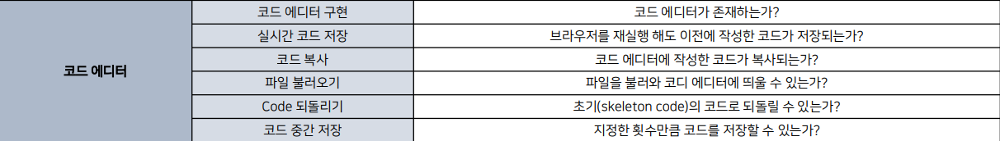 코드 에디터
코드 에디터 구현
코드 에디터가 존재하는가?
실시간 코드 저장
브라우저를 재실행 해도 이전에 작성한 코드가 저장되는가?
코드 복사
코드 에디터에 작성한 코드가 복사되는가?
파일 불러오기
파일을 불러와 코디 에디터에 띄울 수 있는가?
Code 되돌리기
초기(skeleton code)의 코드로 되돌릴 수 있는가?
코드 중간 저장
지정한 횟수만큼 코드를 저장할 수 있는가?